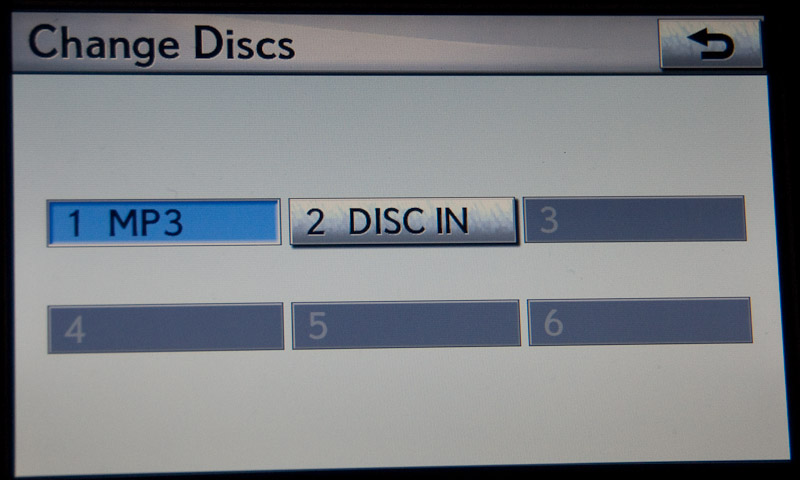 Change Discs
1 MP3 2 DISC IN 3
4 5 6